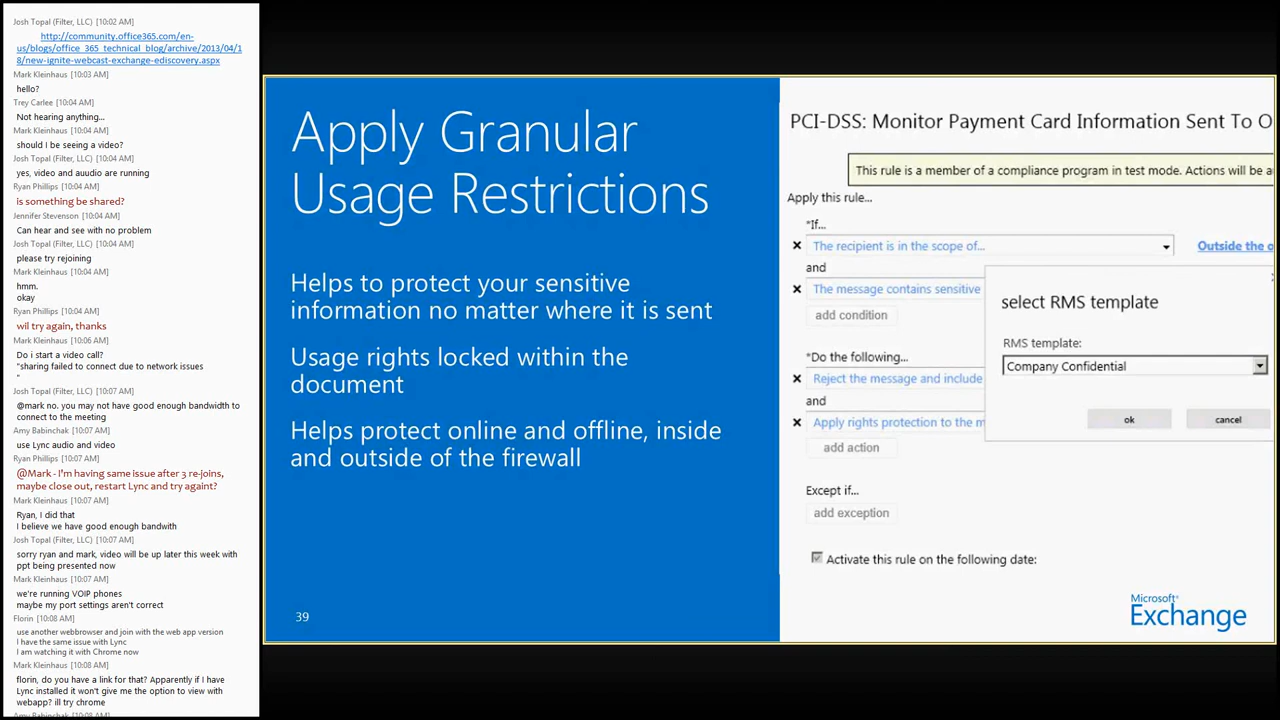 Josh Topal (Filter, LLC) [10:02 AM]
http://community.office365.com/en-
us/blogs/office_365_technical_blog/archive/2013/04/1
8/new-ignite-webcast-exchange-ediscovery.aspx
Mark Kleinhaus [10:03 AM]
hello?
Trey Carlee [10:04 AM]
Not hearing anything...
Mark Kleinhaus [10:04 AM]
should I be seeing a video?
Josh Topal (Filter, LLC) [10:04 AM]
yes, video and auudio are running
Ryan Phillips [10:04 AM]
is something be shared?
Jennifer Stevenson [10:04 AM]
Can hear and see with no problem
Josh Topal (Filter, LLC) [10:04 AM]
please try rejoining
Mark Kleinhaus [10:04 AM]
hmm.
okay
Ryan Phillips [10:04 AM]
wil try again, thanks
Mark Kleinhaus [10:06 AM]
Do i start a video call?
"sharing failed to connect due to network issues
"
Josh Topal (Filter, LLC) [10:07 AM]
@mark no. you may not have good enough bandwidth to
connect to the meeting
Amy Babinchak [10:07 AM]
use Lync audio and video
Ryan Phillips [10:07 AM]
@Mark - I'm having same issue after 3 re-joins,
maybe close out, restart Lync and try againt?
Mark Kleinhaus [10:07 AM]
Ryan, I did that
I believe we have good enough bandwith
Josh Topal (Filter, LLC) [10:07 AM]
sorry ryan and mark, video will be up later this week with
ppt being presented now
Mark Kleinhaus [10:07 AM]
we're running VOIP phones
maybe my port settings aren't correct
Florin [10:08 AM]
use another webbrowser and join with the web app version
I have the same issue with Lync
I am watching it with Chrome now
Mark Kleinhaus [10:08 AM]
florin, do you have a link for that? Apparently if I have
Lync installed it won't give me the option to view with
webapp? ill try chrome
Amy Babinchak [10:08 AM]
Apply Granular
Usage Restrictions
Helps to protect your sensitive
information no matter where it is sent
Usage rights locked within the
document
Helps protect online and offline, inside
and outside of the firewall
39
PCI-DSS: Monitor Payment Card Information Sent To O
This rule is a member of a compliance program in test mode. Actions will be a
Apply this rule...
*If...
The recipient is in the scope of...
Outside the o
and
The message contains sensitive
add condition
*Do the following...
Reject the message and include
and
Apply rights protection to the m
add action
Except if...
add exception
Activate this rule on the following date:
select RMS template
RMS template:
Company Confidential
ok
cancel
Microsoft®
Exchange